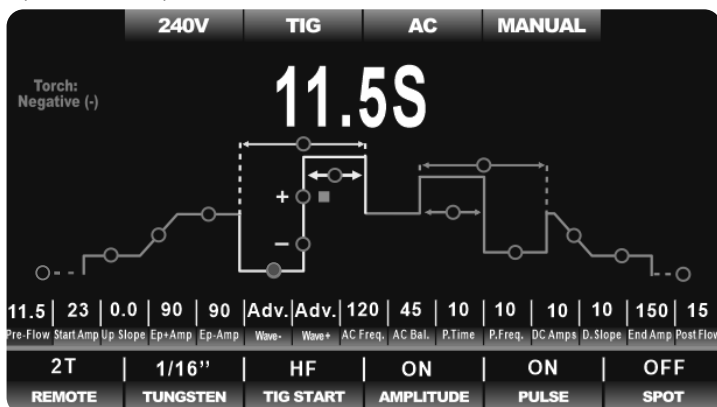 240V TIG AC MANUAL
Torch:
Negative (-)
11.5S
+
−
11.5 23 0.0 90 90 Adv. Adv. 120 45 10 10 10 10 150 15
Pre-Flow Start Amp Up Slope Ep+Amp Ep-Amp Wave- Wave+ AC Freq. AC Bal. P.Time P.Freq. DC Amps D.Slope End Amp Post Flow
2T 1/16’’ HF ON ON OFF
REMOTE TUNGSTEN TIG START AMPLITUDE PULSE SPOT